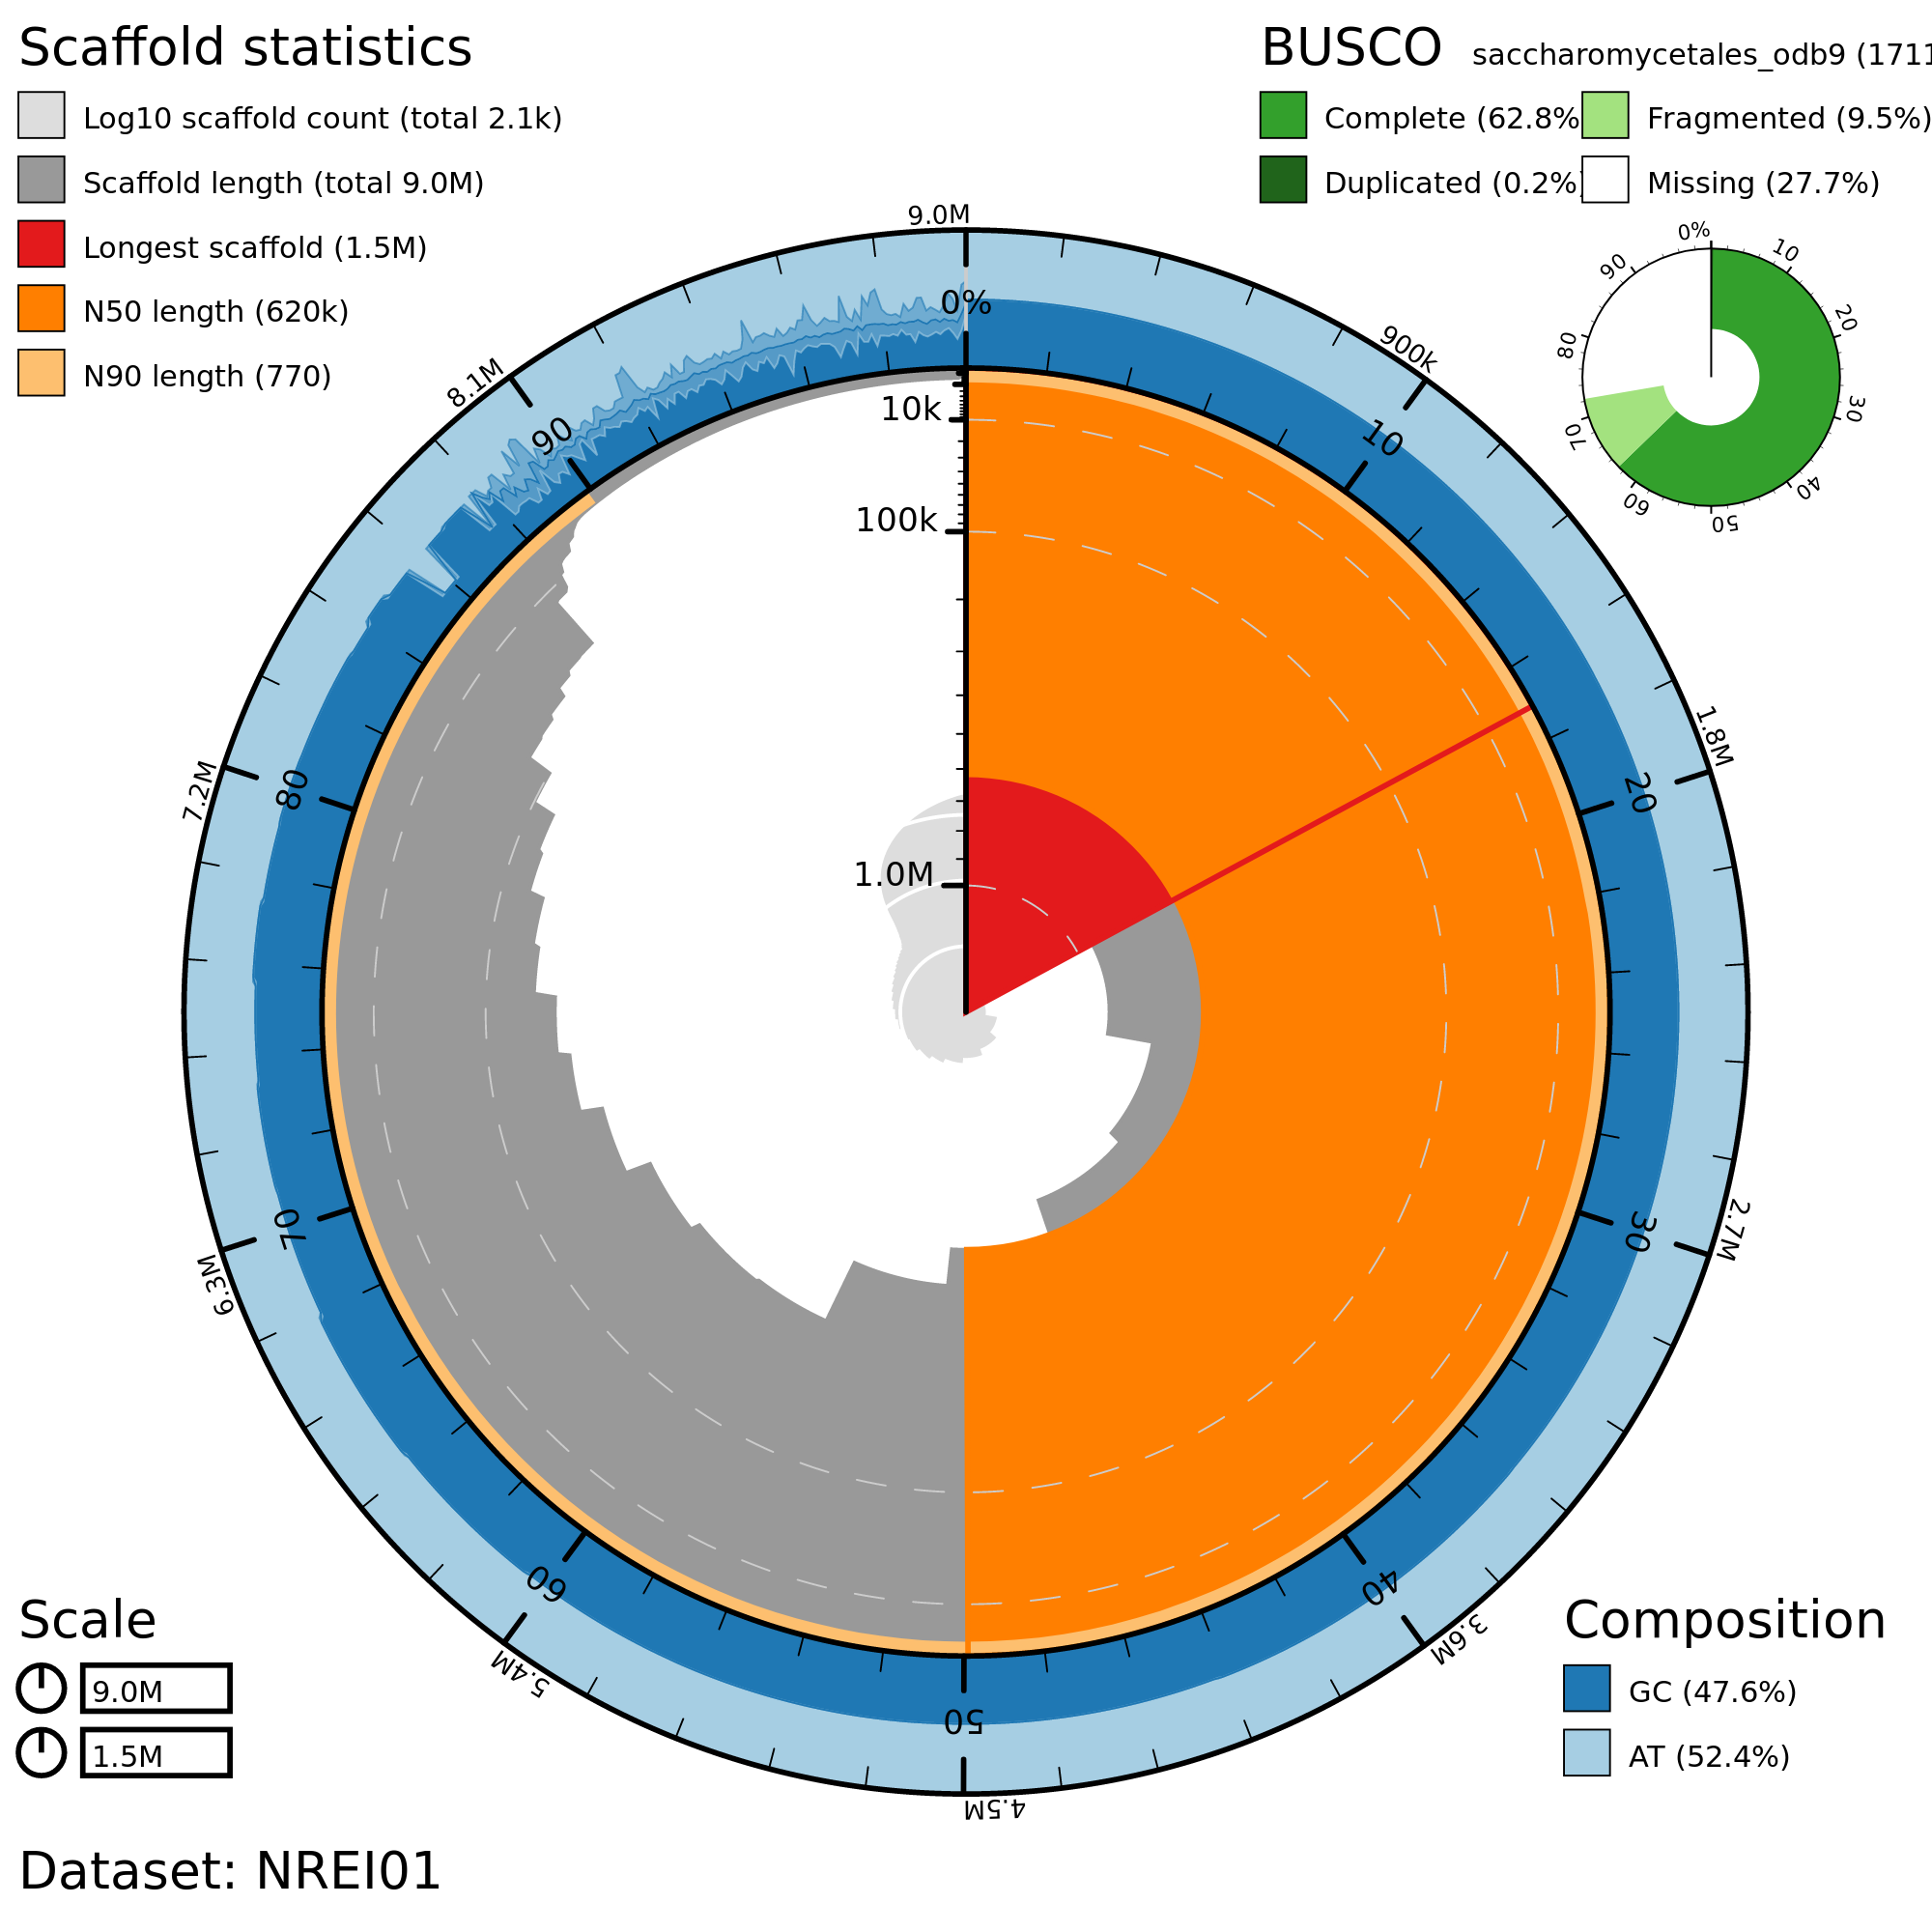 Scaffold statistics
Log10 scaffold count (total 2.1k)
Scaffold length (total 9.0M)
Longest scaffold (1.5M)
N50 length (620k)
N90 length (770)
BUSCO saccharomycetales_odb9 (1711
Complete (62.8%
Fragmented (9.5%)
Duplicated (0.2%)
Missing (27.7%)
0%
10
20
30
40
50
60
70
80
90
9.0M
900k
1.8M
2.7M
3.6M
4.5M
5.4M
6.3M
7.2M
8.1M
0%
10
20
30
40
50
60
70
80
90
10k
100k
1.0M
Scale
9.0M
1.5M
Composition
GC (47.6%)
AT (52.4%)
Dataset: NREI01